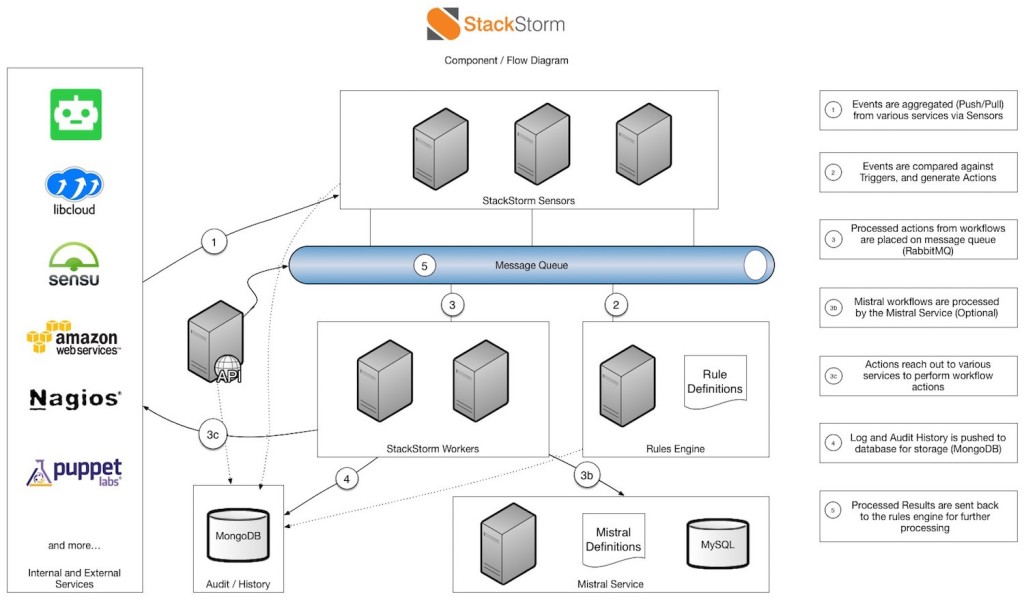 StackStorm
Component / Flow Diagram
libcloud
sensu
amazon
webservices™
Nagios®
puppet
labs®
and more...
Internal and External
Services
StackStorm Sensors
1
5
Message Queue
API
3
2
StackStorm Workers
Rule
Definitions
Rules Engine
3c
4
3b
MongoDB
Audit / History
Mistral
Definitions
MySQL
Mistral Service
1
Events are aggregated (Push/Pull)
from various services via Sensors
2
Events are compared against
Triggers, and generate Actions
3
Processed actions from workflows
are placed on message queue
(RabbitMQ)
3b
Mistral workflows are processed
by the Mistral Service (Optional)
3c
Actions reach out to various
services to perform workflow
actions
4
Log and Audit History is pushed to
database for storage (MongoDB)
5
Processed Results are sent back
to the rules engine for further
processing